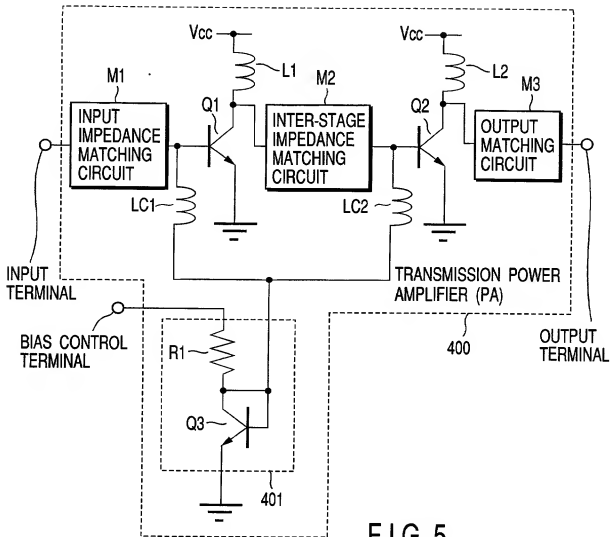 Vcc
Vcc
L1
L2
M1
M2
M3
Q1
Q2
INPUT
IMPEDANCE
MATCHING
CIRCUIT
INTER-STAGE
IMPEDANCE
MATCHING
CIRCUIT
OUTPUT
MATCHING
CIRCUIT
LC1
LC2
INPUT
TERMINAL
TRANSMISSION POWER
AMPLIFIER (PA)
BIAS CONTROL
TERMINAL
400
OUTPUT
TERMINAL
R1
Q3
401
FIG 5